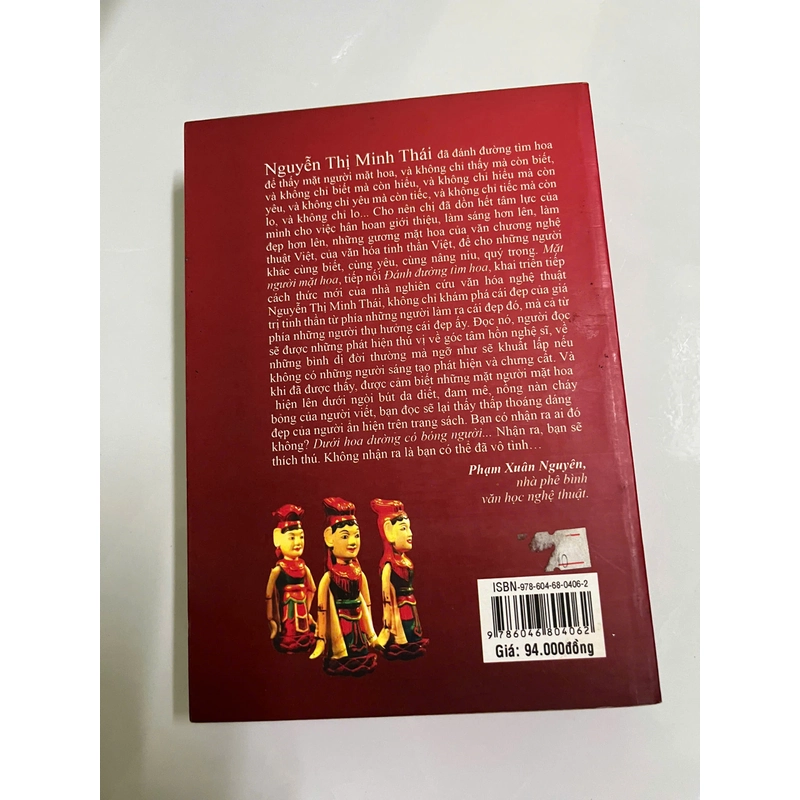 Nguyễn Thị Minh Thái đã đánh đường tìm hoa
để thấy mặt người mặt hoa, và không chỉ thấy mà còn biết,
và không chỉ biết mà còn hiểu, và không chỉ hiểu mà còn
yêu, và không chỉ yêu mà còn tiếc, và không chỉ tiếc mà còn
lo, và không chỉ lo... Cho nên chị đã dồn hết tâm lực của
mình cho việc hân hoan giới thiệu, làm sáng hơn lên, làm
đẹp hơn lên, những gương mặt hoa của văn chương nghệ
thuật Việt, của văn hóa tinh thần Việt, để cho những người
khác cùng biết, cùng yêu, cùng nâng niu, quý trọng. Mặt
người mặt hoa, tiếp nối Đánh đường tìm hoa, khai triển tiếp
cách thức mới của nhà nghiên cứu văn hóa nghệ thuật
Nguyễn Thị Minh Thái, không chỉ khám phá cái đẹp của giá
trị tinh thần từ phía những người làm ra cái đẹp đó, mà cả từ
phía những người thụ hưởng cái đẹp ấy. Đọc nó, người đọc
sẽ được những phát hiện thú vị về góc tâm hồn nghệ sĩ, về
những bình dị đời thường mà ngỡ như sẽ khuất lấp nếu
không có những người sáng tạo phát hiện và chưng cất. Và
khi đã được thấy, được cảm biết những mặt người mặt hoa
hiện lên dưới ngòi bút da diết, đam mê, nồng nàn cháy
bỏng của người viết, bạn đọc sẽ lại thấy thấp thoáng dáng
đẹp của người ẩn hiện trên trang sách. Bạn có nhận ra ai đó
không? Dưới hoa dường có bóng người... Nhận ra, bạn sẽ
thích thú. Không nhận ra là bạn có thể đã vô tình...
Phạm Xuân Nguyên,
nhà phê bình
văn học nghệ thuật.
ISBN-978-604-68-0406-2
9 786046 804062
Giá: 94.000đồng